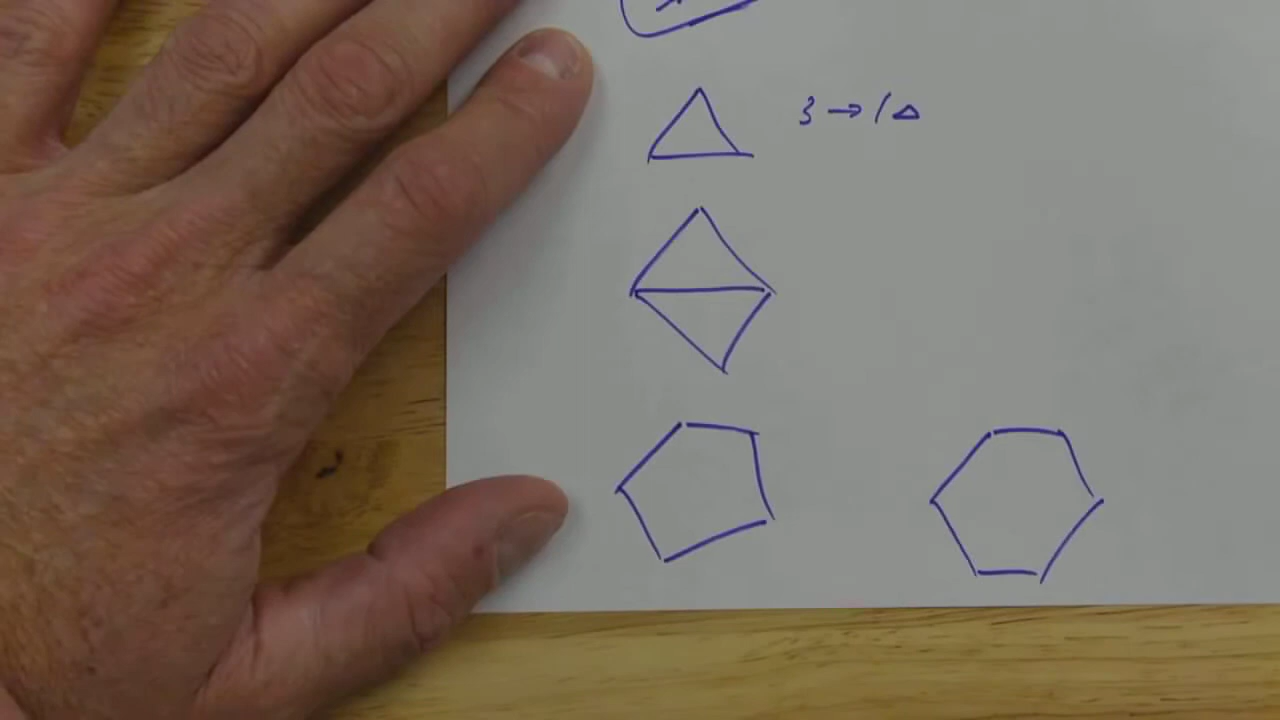 3 → 1 △